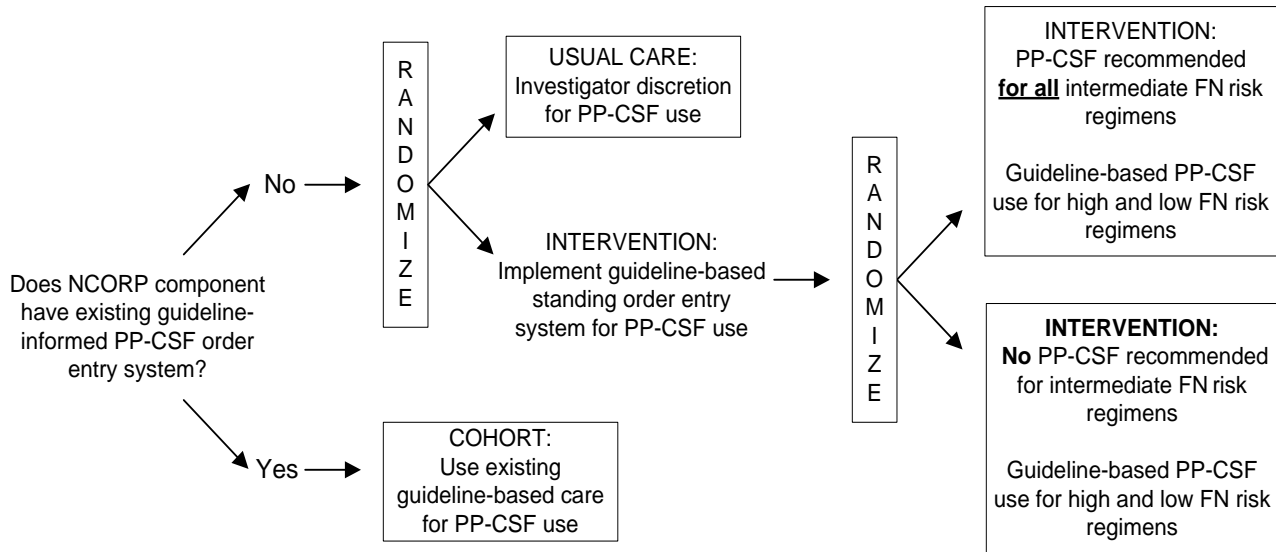 Does NCORP component
have existing guideline-
informed PP-CSF order
entry system?
No
Yes
R
A
N
D
O
M
I
Z
E
USUAL CARE:
Investigator discretion
for PP-CSF use
INTERVENTION:
Implement guideline-based
standing order entry
system for PP-CSF use
COHORT:
Use existing
guideline-based care
for PP-CSF use
R
A
N
D
O
M
I
Z
E
INTERVENTION:
PP-CSF recommended
for all intermediate FN risk
regimens
Guideline-based PP-CSF
use for high and low FN risk
regimens
INTERVENTION:
No PP-CSF recommended
for intermediate FN risk
regimens
Guideline-based PP-CSF
use for high and low FN risk
regimens